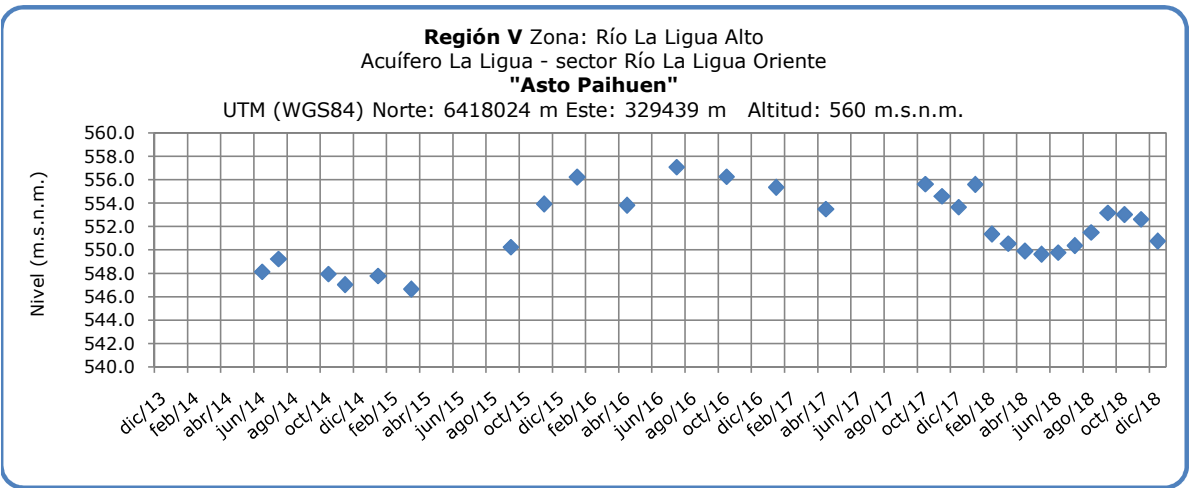 Región V Zona: Río La Ligua Alto
Acuífero La Ligua - sector Río La Ligua Oriente
"Asto Paihuen"
UTM (WGS84) Norte: 6418024 m Este: 329439 m Altitud: 560 m.s.n.m.
Nivel (m.s.n.m.)
560.0
558.0
556.0
554.0
552.0
550.0
548.0
546.0
544.0
542.0
540.0
dic/13
feb/14
abr/14
jun/14
ago/14
oct/14
dic/14
feb/15
abr/15
jun/15
ago/15
oct/15
dic/15
feb/16
abr/16
jun/16
ago/16
oct/16
dic/16
feb/17
abr/17
jun/17
ago/17
oct/17
dic/17
feb/18
abr/18
jun/18
ago/18
oct/18
dic/18